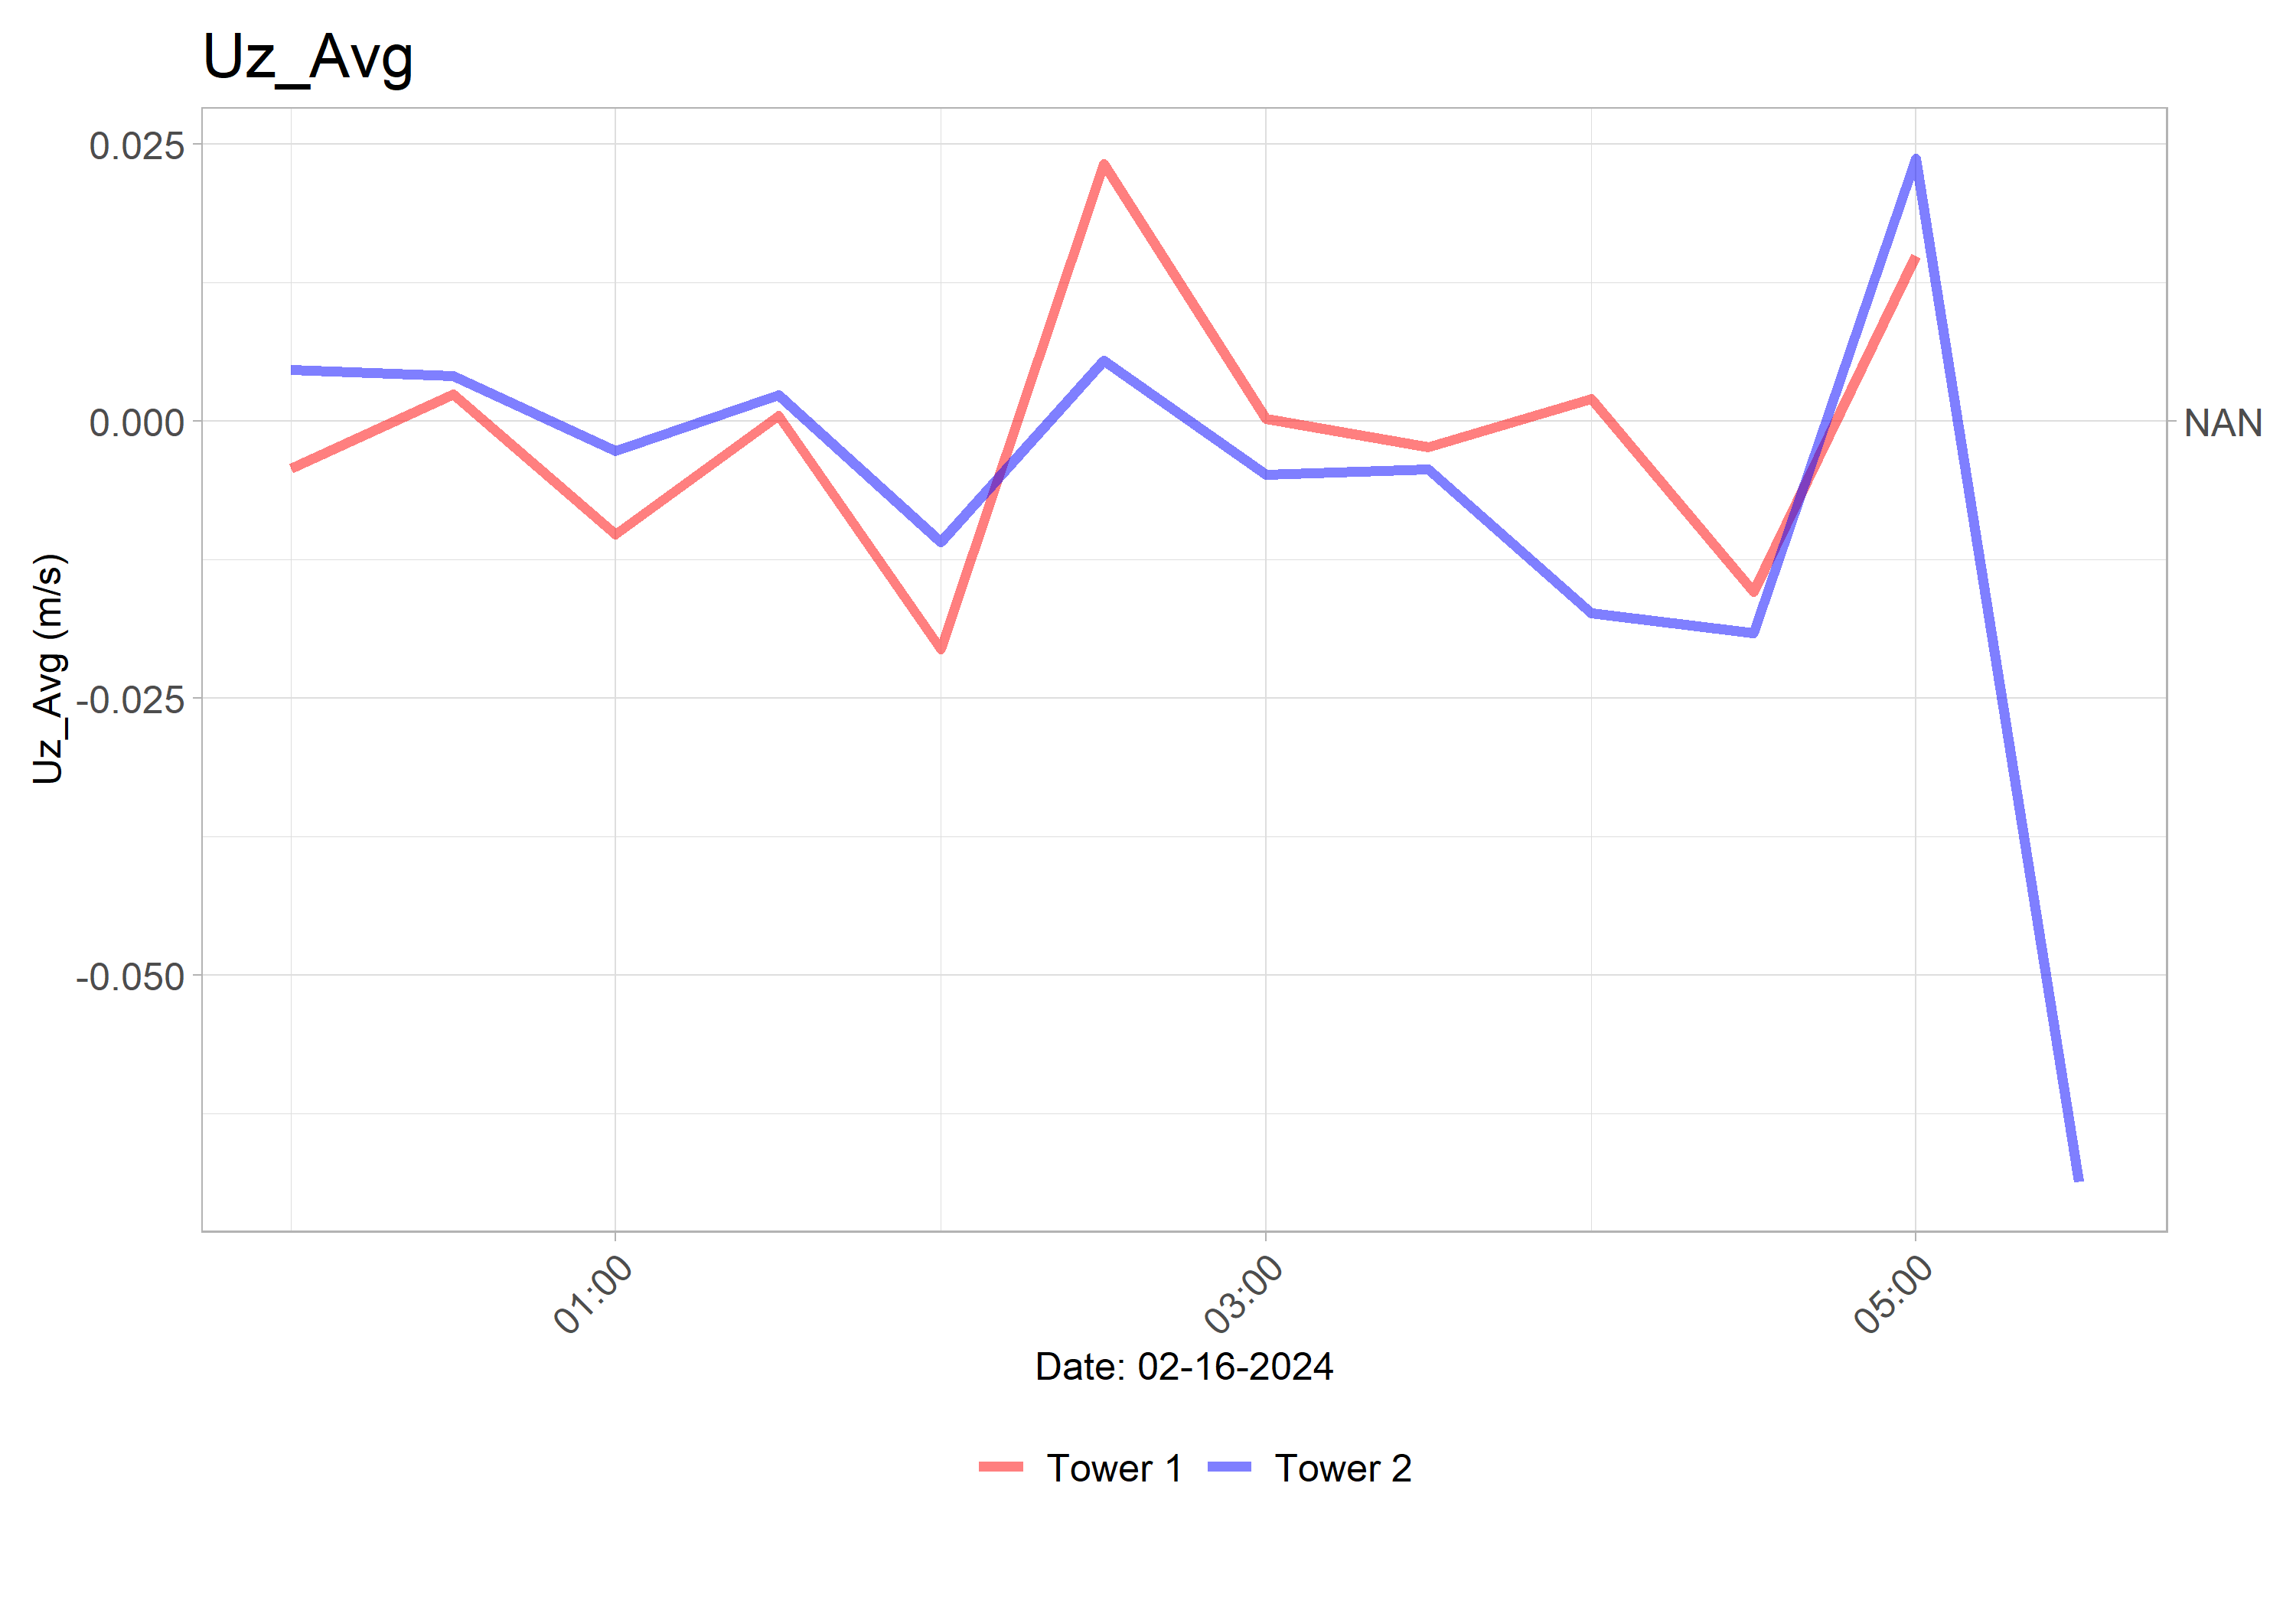 Uz_Avg
0.025
0.000
-0.025
-0.050
NAN
Uz_Avg (m/s)
01:00
03:00
05:00
Date: 02-16-2024
Tower 1
Tower 2